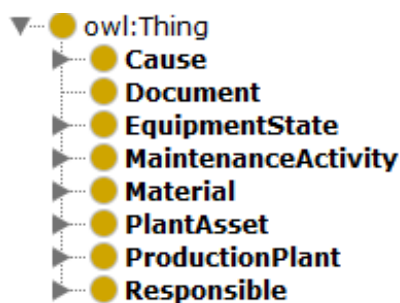 owl:Thing
Cause
Document
EquipmentState
MaintenanceActivity
Material
PlantAsset
ProductionPlant
Responsible